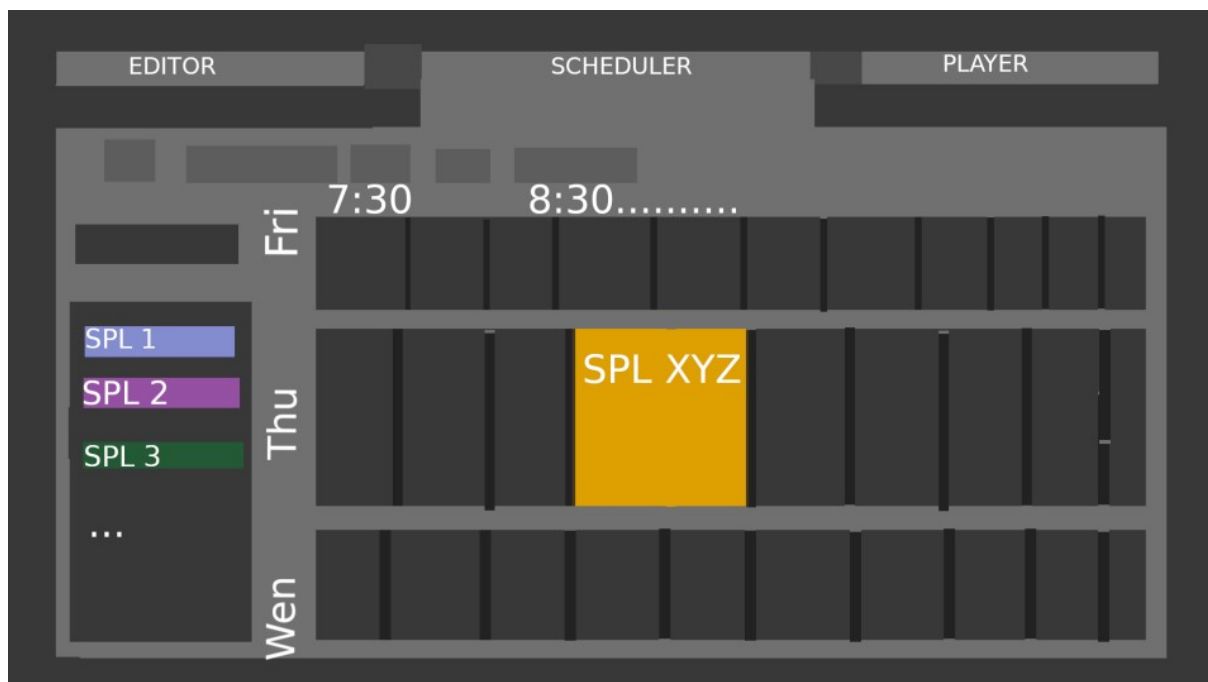 EDITOR SCHEDULER PLAYER
7:30 8:30..........
Fri
SPL 1
SPL 2
SPL 3
...
Thu
SPL XYZ
Wen